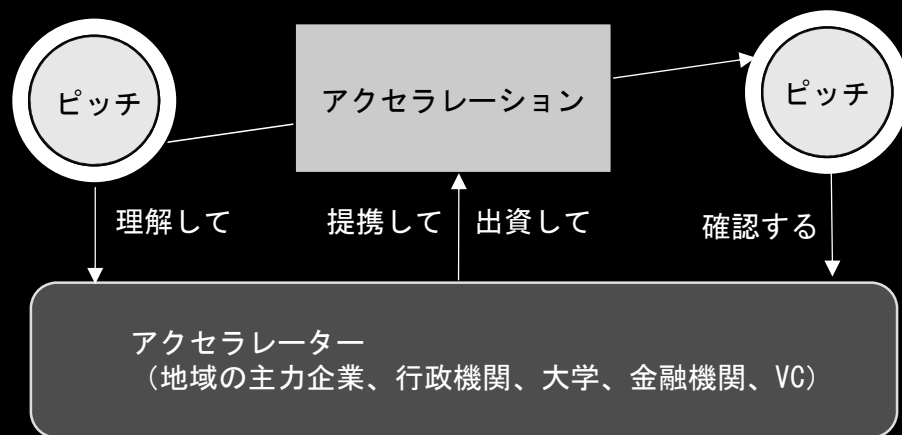 ピッチ
アクセラレーション
ピッチ
理解して
提携して
出資して
確認する
アクセラレーター
（地域の主力企業、行政機関、大学、金融機関、VC）